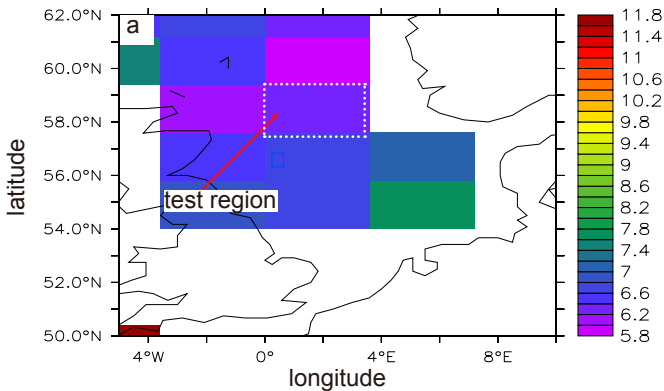 a
62.0°N
60.0°N
58.0°N
56.0°N
54.0°N
52.0°N
50.0°N
latitude
test region
4°W
0°
4°E
8°E
longitude
11.8
11.4
11
10.6
10.2
9.8
9.4
9
8.6
8.2
7.8
7.4
7
6.6
6.2
5.8